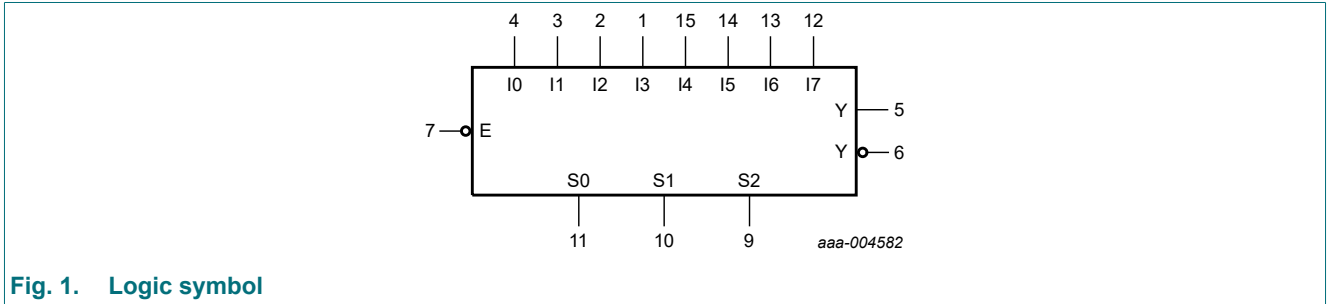 4 3 2 1 15 14 13 12
I0 I1 I2 I3 I4 I5 I6 I7
Y 5
7 E
Y 6
S0 S1 S2
11 10 9 aaa-004582
Fig. 1. Logic symbol